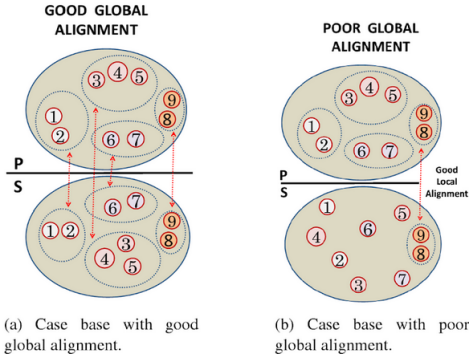 GOOD GLOBAL
ALIGNMENT
3 4 5
1 2
9
8
6 7
P
S
6 7
1 2
9
8
3
4 5
(a) Case base with good
global alignment.
POOR GLOBAL
ALIGNMENT
3 4 5
1
2
9
8
6 7
P
S
Good
Local
Alignment
1
5
6
4
9
8
2
3
7
(b) Case base with poor
global alignment.